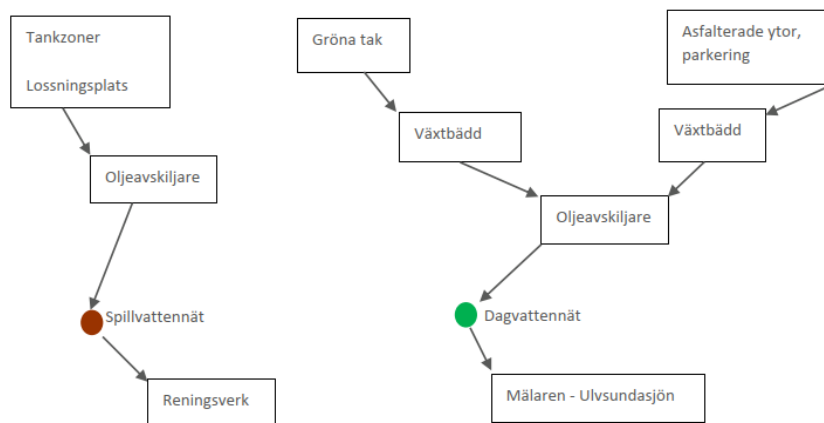 Tankzoner
Lossningsplats
Oljeavskiljare
Spillvattennät
Reningsverk
Gröna tak
Asfalterade ytor,
parkering
Växtbädd
Växtbädd
Oljeavskiljare
Dagvattennät
Mälaren - Ulvsundasjön